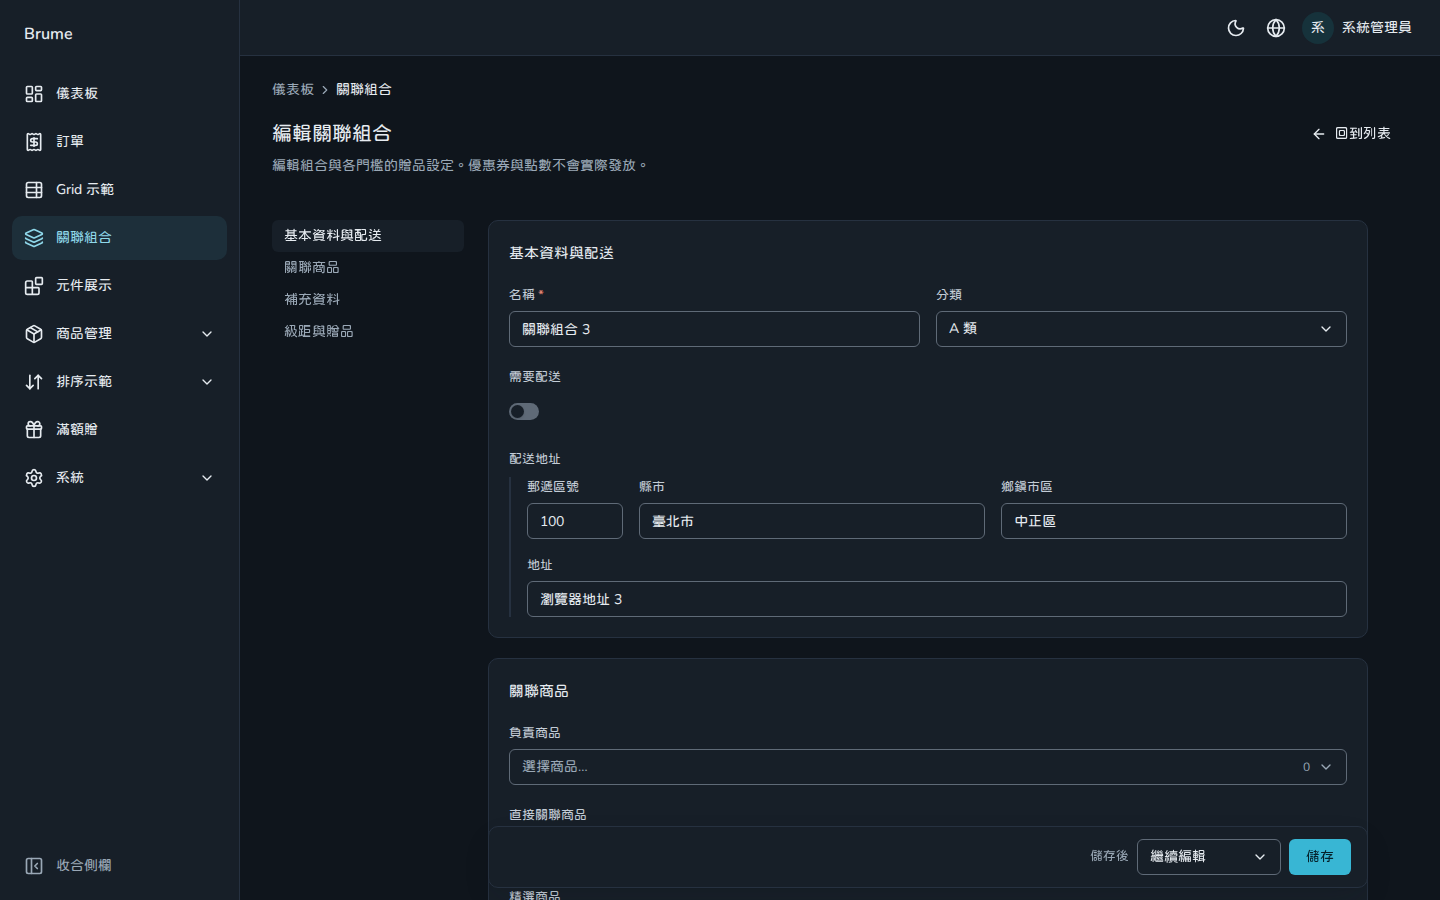 Brume
系
系統管理員
儀表板
訂單
Grid 示範
關聯組合
元件展示
商品管理
排序示範
滿額贈
系統
收合側欄
儀表板
關聯組合
編輯關聯組合
回到列表
編輯組合與各門檻的贈品設定。優惠券與點數不會實際發放。
基本資料與配送
關聯商品
補充資料
級距與贈品
基本資料與配送
名稱 *
分類
關聯組合 3
A 類
需要配送
配送地址
郵遞區號
縣市
鄉鎮市區
100
臺北市
中正區
地址
瀏覽器地址 3
關聯商品
負責商品
選擇商品...
0
直接關聯商品
儲存後
繼續編輯
儲存
精選商品